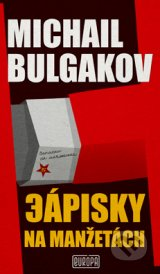 MICHAIL
BULGAKOV
ЗÁPISKY
NA MANŽETÁCH
EUROPA